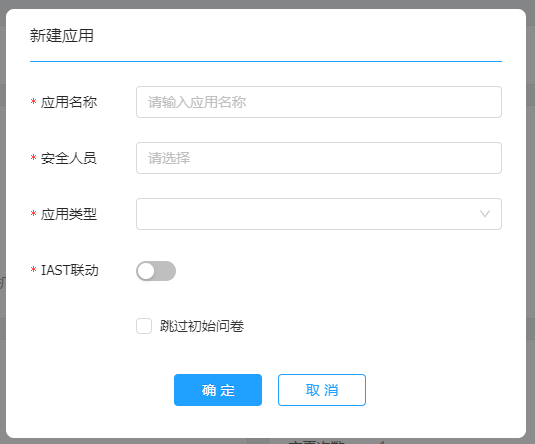 新建应用
* 应用名称 请输入应用名称
* 安全人员 请选择
* 应用类型
* IAST联动
跳过初始问卷
确 定 取 消